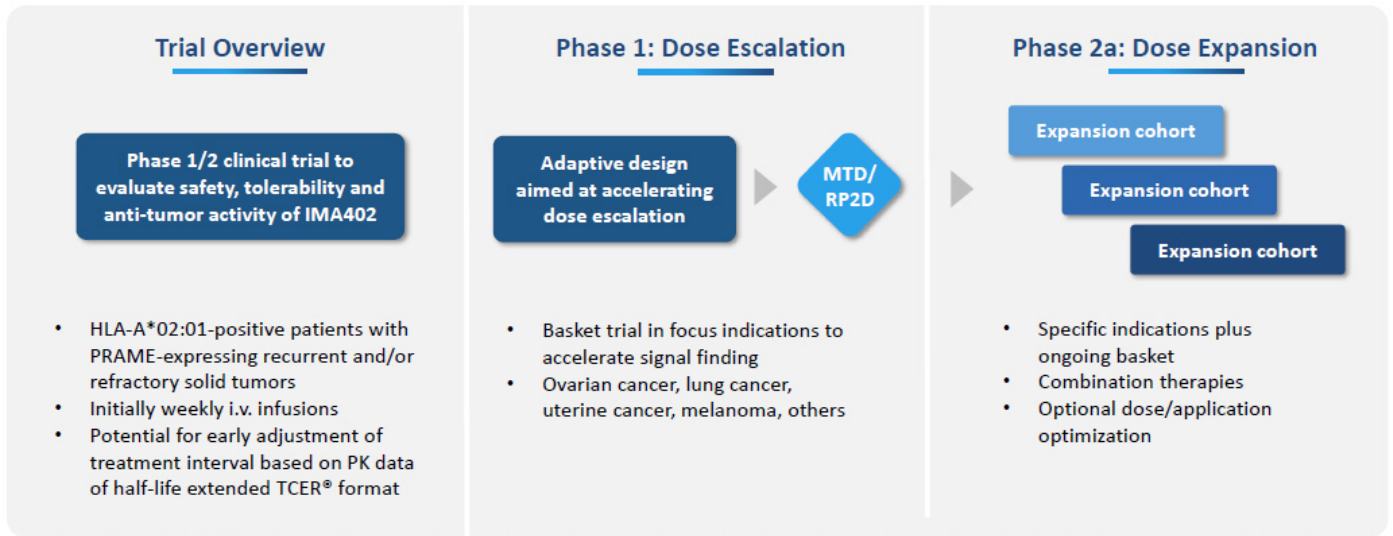 Trial Overview
Phase 1/2 clinical trial to
evaluate safety, tolerability and
anti-tumor activity of IMA402
• HLA-A*02:01-positive patients with
PRAME-expressing recurrent and/or
refractory solid tumors
• Initially weekly i.v. infusions
• Potential for early adjustment of
treatment interval based on PK data
of half-life extended TCER® format
Phase 1: Dose Escalation
Adaptive design
aimed at accelerating
dose escalation
MTD/
RP2D
• Basket trial in focus indications to
accelerate signal finding
• Ovarian cancer, lung cancer,
uterine cancer, melanoma, others
Phase 2a: Dose Expansion
Expansion cohort
Expansion cohort
Expansion cohort
• Specific indications plus
ongoing basket
• Combination therapies
• Optional dose/application
optimization